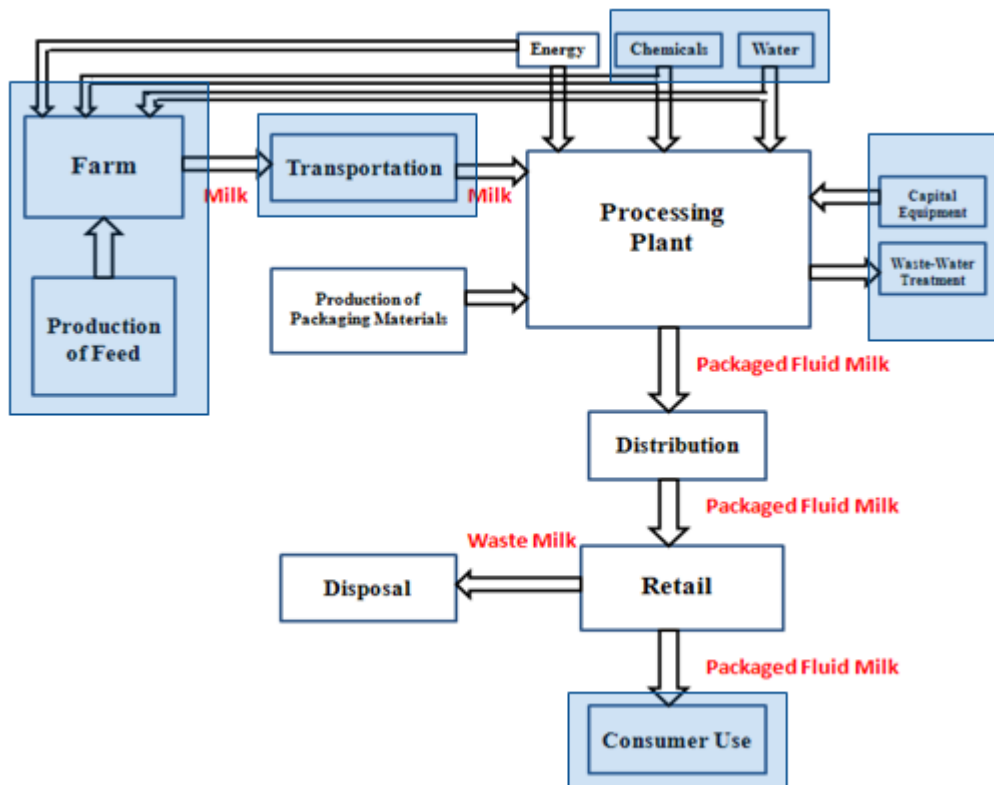 Energy
Chemicals
Water
Farm
Transportation
Milk
Milk
Processing
Plant
Capital
Equipment
Waste-Water
Treatment
Production of
Packaging Materials
Production
of Feed
Packaged Fluid Milk
Distribution
Packaged Fluid Milk
Waste Milk
Disposal
Retail
Packaged Fluid Milk
Consumer Use